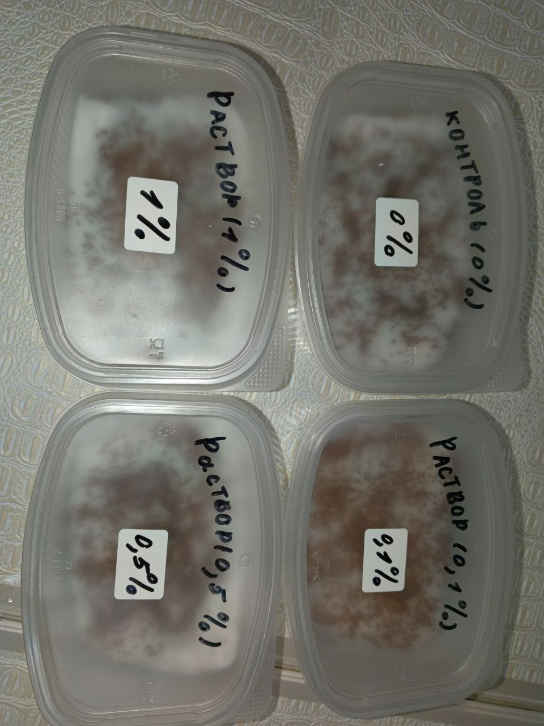 Раствор (1%)
1%
контроль (0%)
0%
раствор (0,5%)
0,5%
Раствор (0,1%)
0,1%